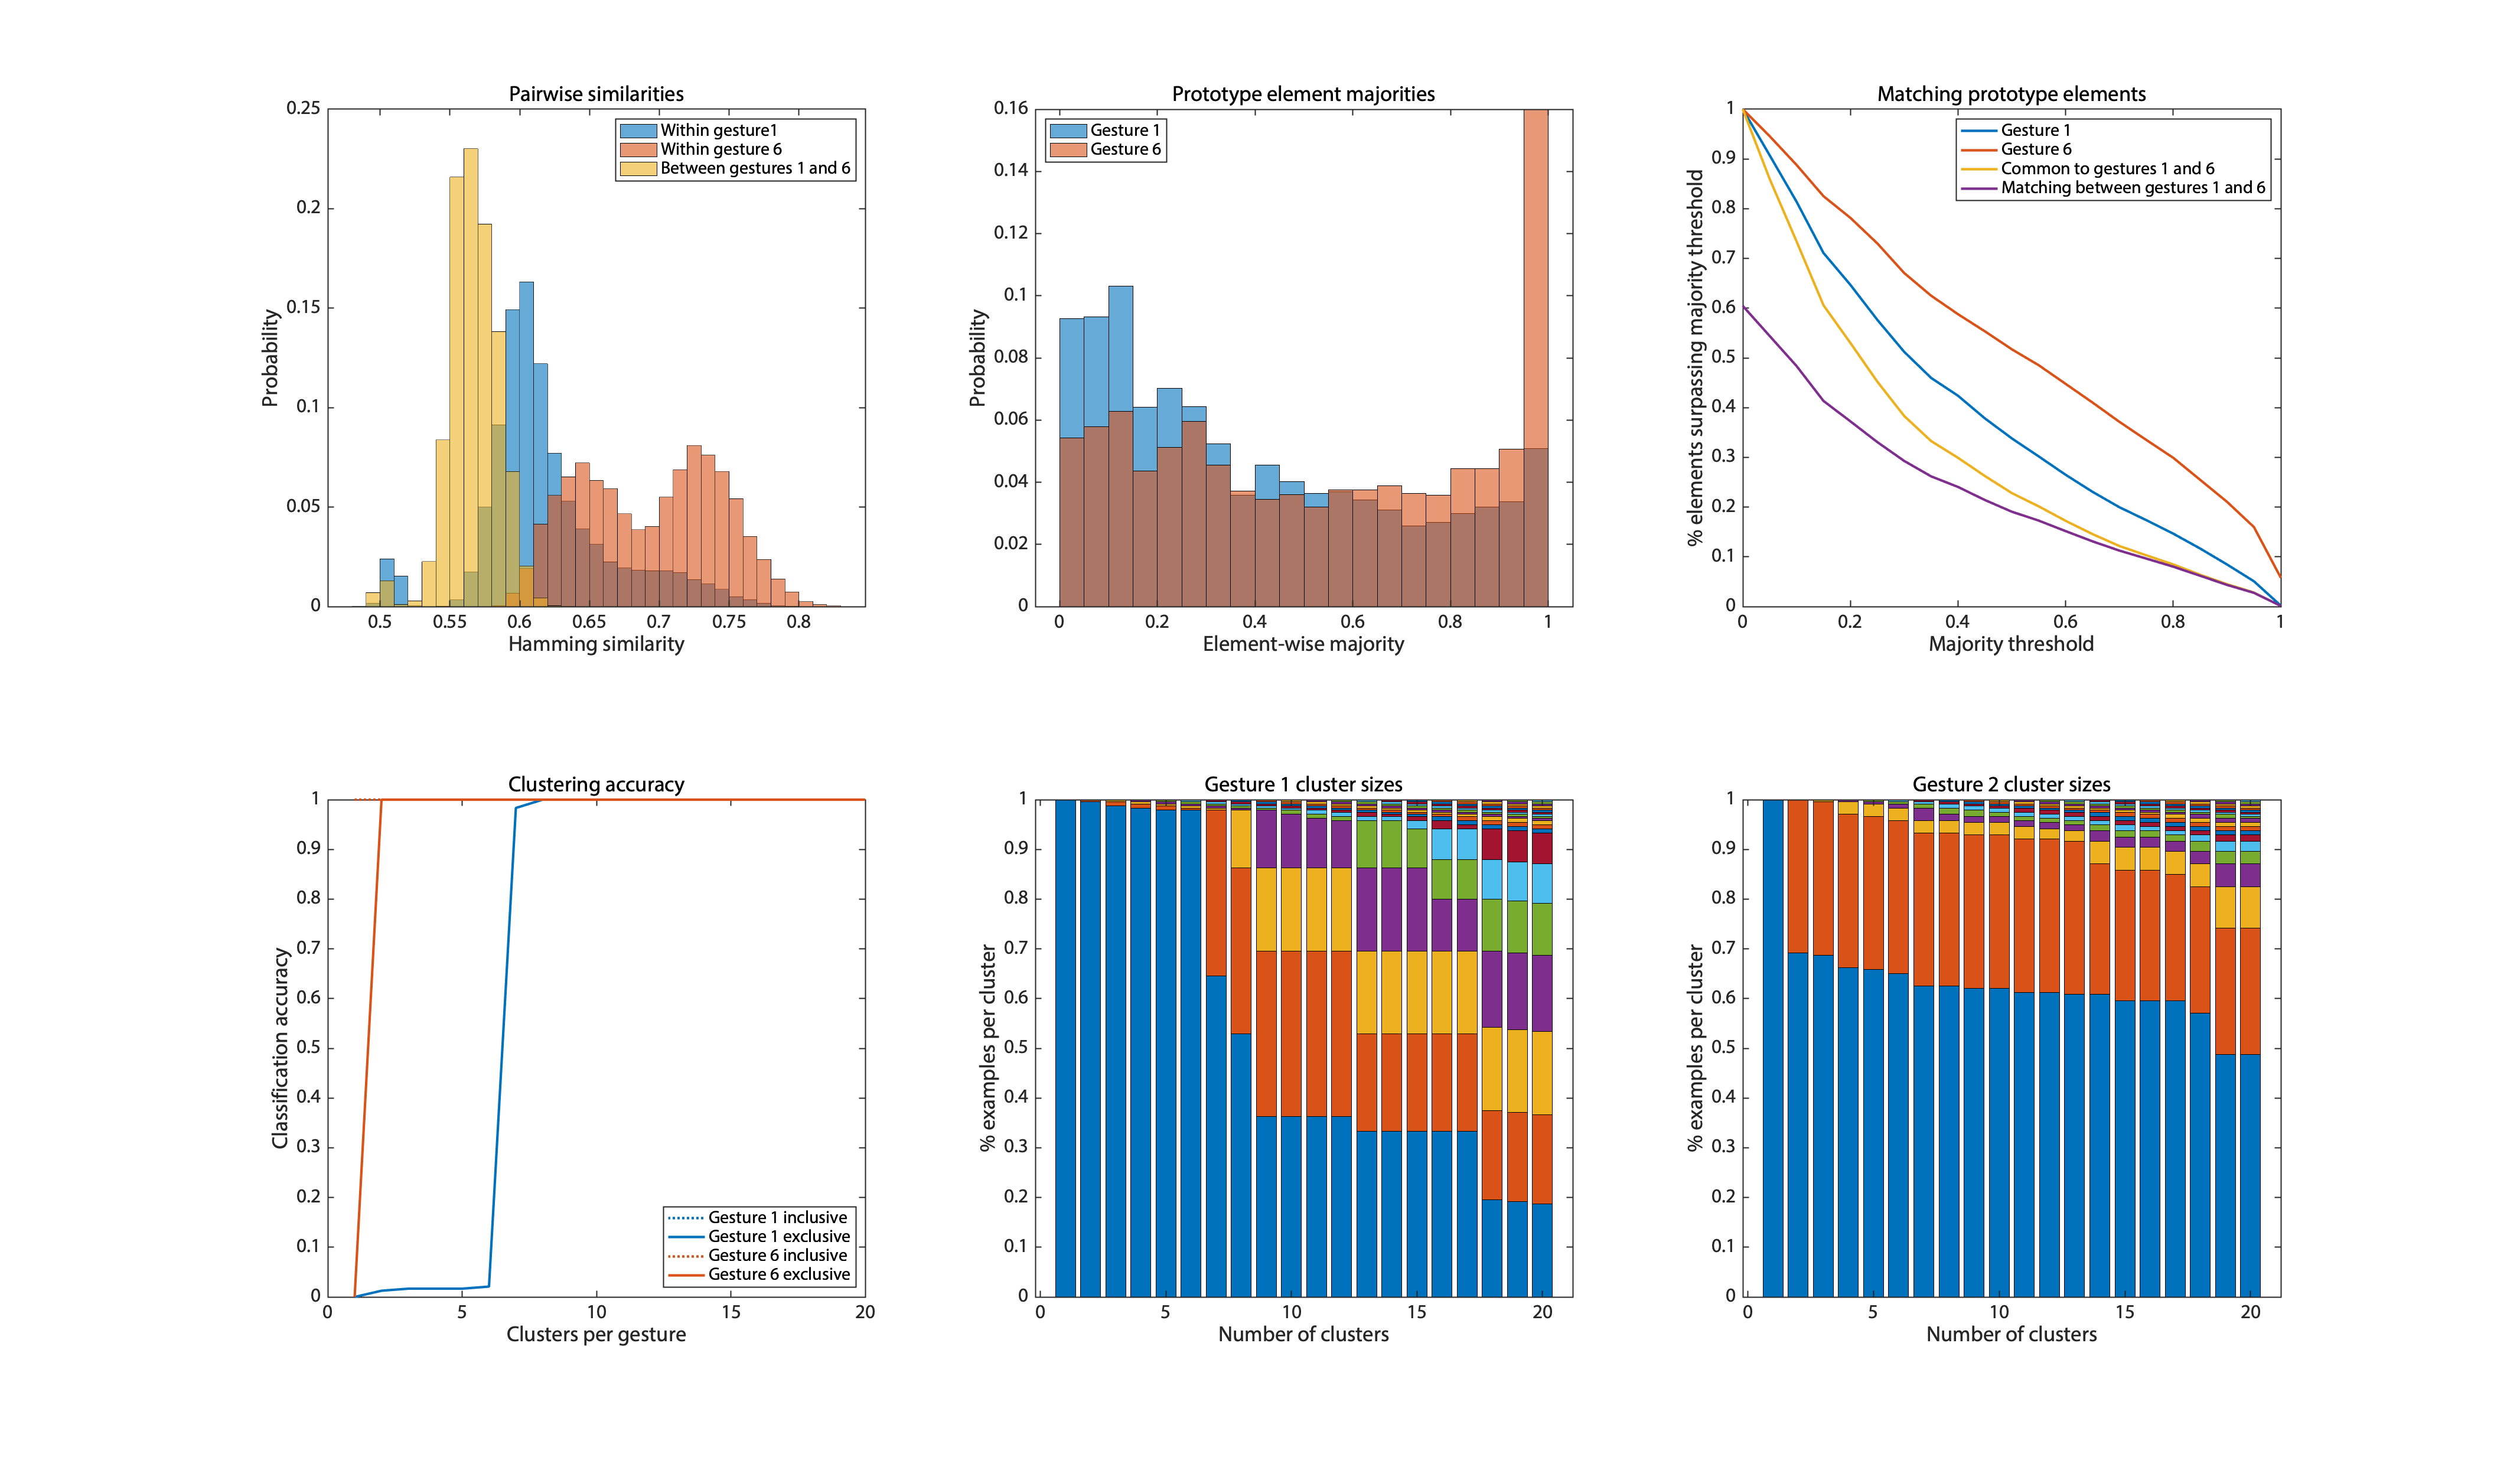 Pairwise similarities
0.25
0.2
0.15
0.1
0.05
0
Probability
Within gesture1
Within gesture 6
Between gestures 1 and 6
0.5 0.55 0.6 0.65 0.7 0.75 0.8
Hamming similarity
Prototype element majorities
0.16
0.14
0.12
0.1
0.08
0.06
0.04
0.02
0
Probability
Gesture 1
Gesture 6
0 0.2 0.4 0.6 0.8 1
Element-wise majority
Matching prototype elements
1
0.9
0.8
0.7
0.6
0.5
0.4
0.3
0.2
0.1
0
% elements surpassing majority threshold
Gesture 1
Gesture 6
Common to gestures 1 and 6
Matching between gestures 1 and 6
0 0.2 0.4 0.6 0.8 1
Majority threshold
Clustering accuracy
1
0.9
0.8
0.7
0.6
0.5
0.4
0.3
0.2
0.1
0
Classification accuracy
Gesture 1 inclusive
Gesture 1 exclusive
Gesture 6 inclusive
Gesture 6 exclusive
0 5 10 15 20
Clusters per gesture
Gesture 1 cluster sizes
1
0.9
0.8
0.7
0.6
0.5
0.4
0.3
0.2
0.1
0
% examples per cluster
0 5 10 15 20
Number of clusters
Gesture 2 cluster sizes
1
0.9
0.8
0.7
0.6
0.5
0.4
0.3
0.2
0.1
0
% examples per cluster
0 5 10 15 20
Number of clusters